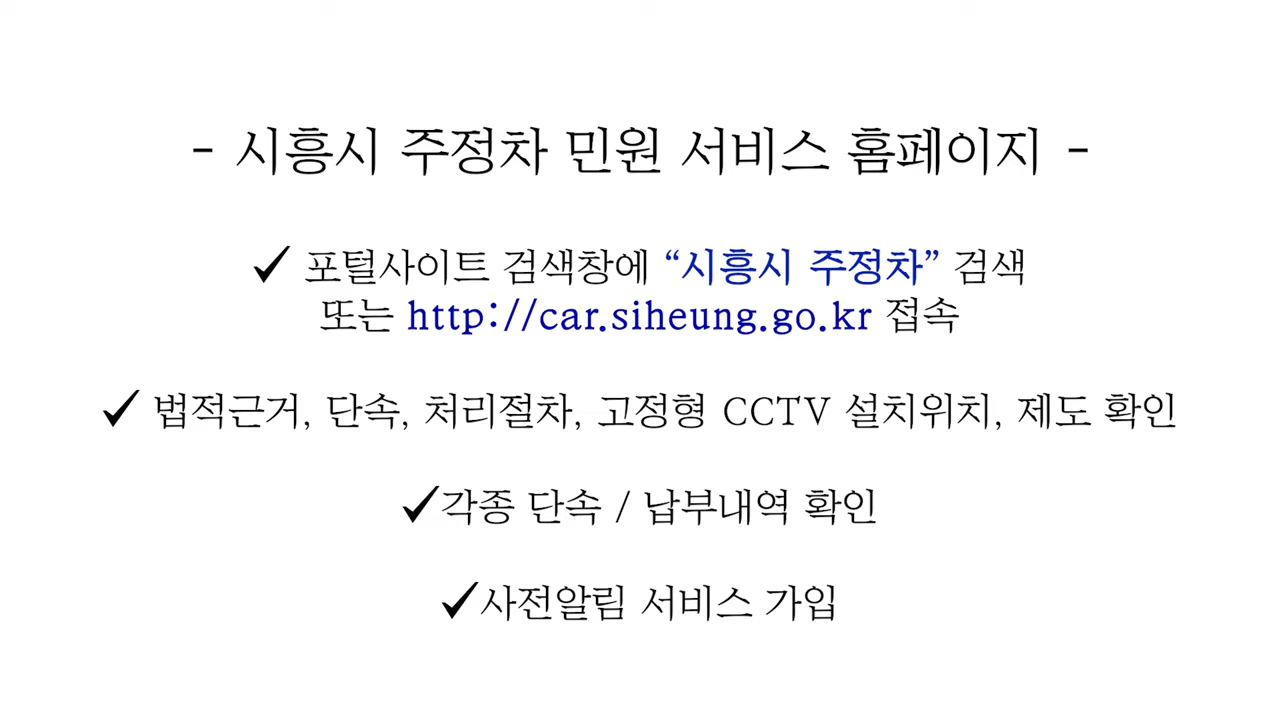 - 시흥시 주정차 민원 서비스 홈페이지 -
✓ 포털사이트 검색창에 “시흥시 주정차” 검색
또는 http://car.siheung.go.kr 접속
✓ 법적근거, 단속, 처리절차, 고정형 CCTV 설치위치, 제도 확인
✓각종 단속 / 납부내역 확인
✓사전알림 서비스 가입